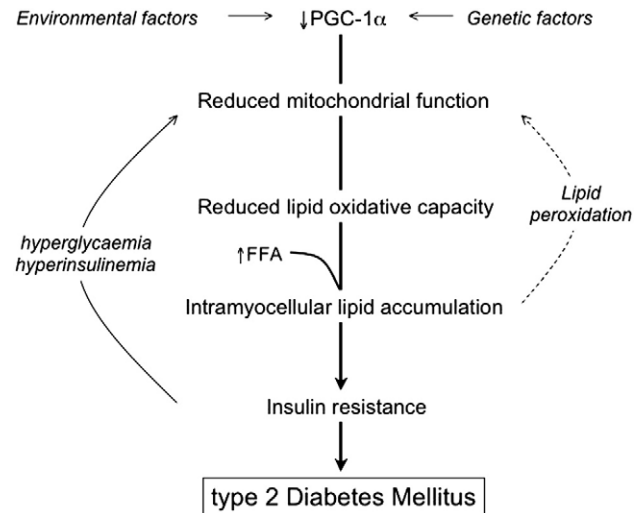 Environmental factors
↓PGC-1α
Genetic factors
Reduced mitochondrial function
Reduced lipid oxidative capacity
Lipid
peroxidation
hyperglycaemia
hyperinsulinemia
↑FFA
Intramyocellular lipid accumulation
Insulin resistance
type 2 Diabetes Mellitus